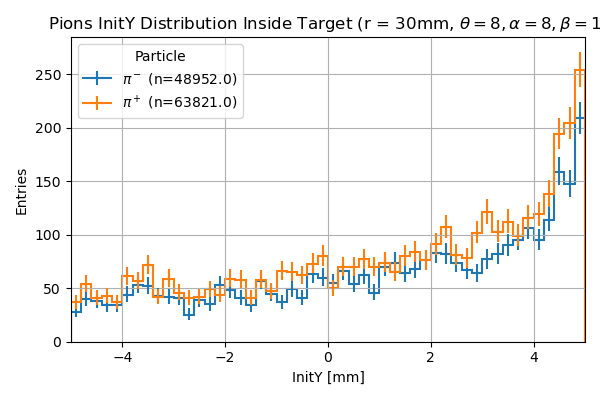 Pions InitY Distribution Inside Target (r = 30mm, θ = 8, α = 8, β = 1
Particle
π⁻ (n=48952.0)
π⁺ (n=63821.0)
Entries
250
200
150
100
50
0
−4 −2 0 2 4
InitY [mm]